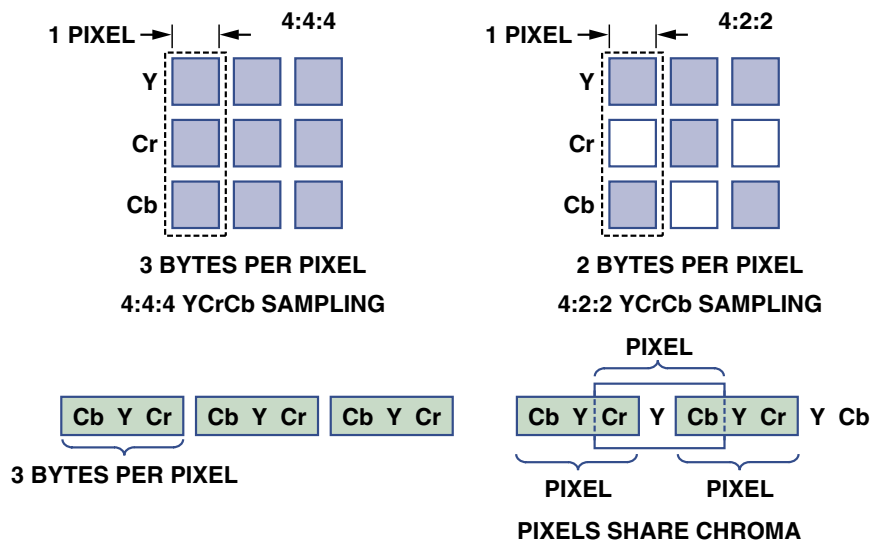 4:4:4
1 PIXEL
Y
Cr
Cb
3 BYTES PER PIXEL
4:4:4 YCrCb SAMPLING
4:2:2
1 PIXEL
Y
Cr
Cb
2 BYTES PER PIXEL
4:2:2 YCrCb SAMPLING
Cb Y Cr Cb Y Cr Cb Y Cr
3 BYTES PER PIXEL
PIXEL
Cb Y Cr Y Cb Y Cr Y Cb
PIXEL PIXEL
PIXELS SHARE CHROMA